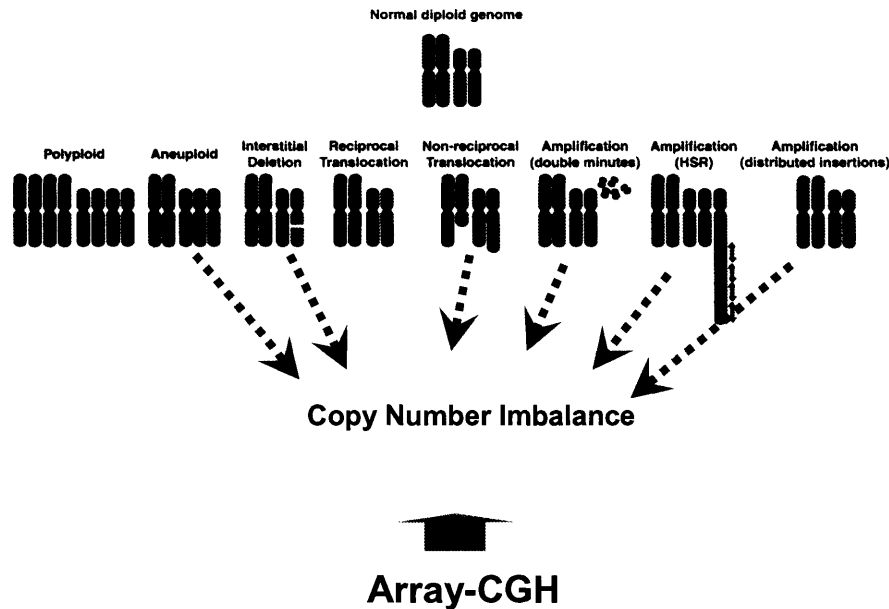 Normal diploid genome
Polyploid
Aneuploid
Interstitial
Deletion
Reciprocal
Translocation
Non-reciprocal
Translocation
Amplification
(double minutes)
Amplification
(HSR)
Amplification
(distributed insertions)
Copy Number Imbalance
Array-CGH